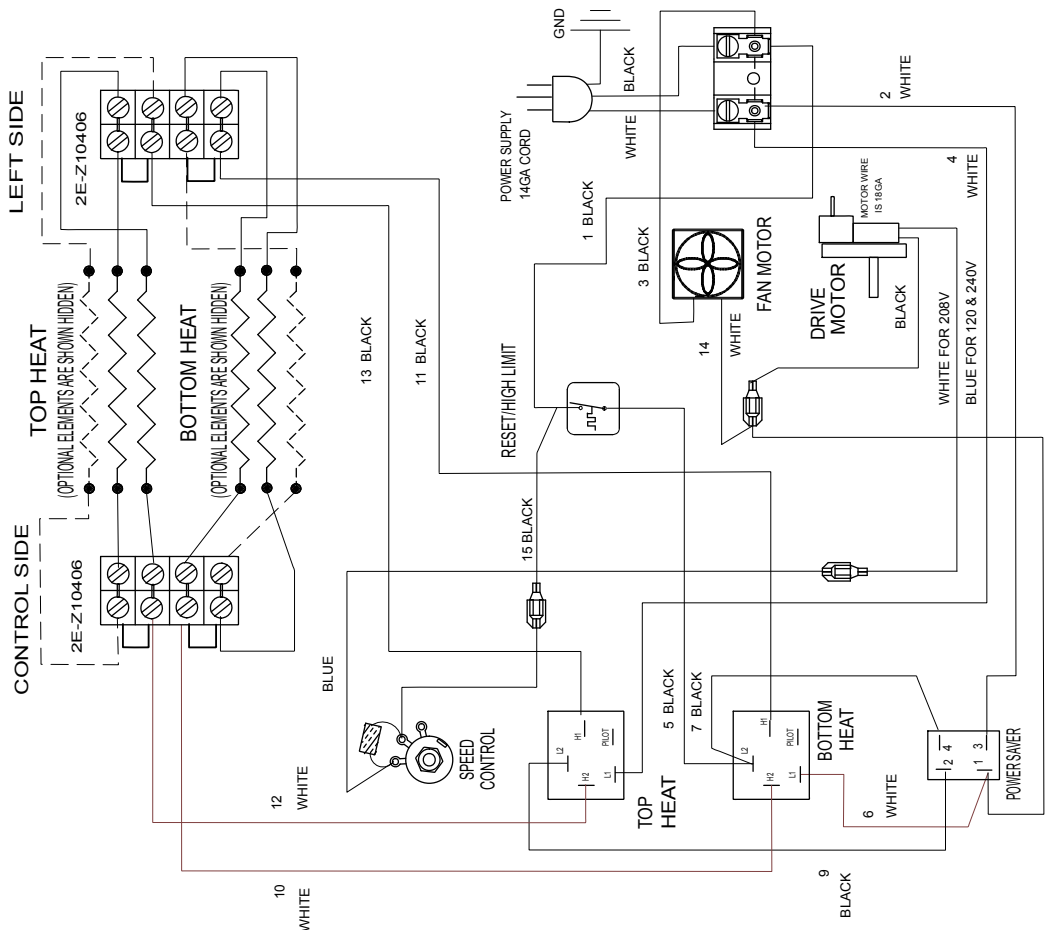 LEFT SIDE
2E-Z10406
TOP HEAT
(OPTIONAL ELEMENTS ARE SHOWN HIDDEN)
BOTTOM HEAT
(OPTIONAL ELEMENTS ARE SHOWN HIDDEN)
CONTROL SIDE
2E-Z10406
GND
POWER SUPPLY
14GA CORD
BLACK
WHITE
2
WHITE
4
WHITE
1 BLACK
3 BLACK
MOTOR WIRE
IS 18GA
FAN MOTOR
DRIVE
MOTOR
BLACK
14
WHITE
WHITE FOR 208V
BLUE FOR 120 & 240V
13 BLACK
11 BLACK
RESET/HIGH LIMIT
15 BLACK
BLUE
SPEED
CONTROL
12
WHITE
10
WHITE
H1
L2
PILOT
H2
L1
TOP
HEAT
5 BLACK
7 BLACK
H1
L2
PILOT
H2
L1
BOTTOM
HEAT
6
WHITE
9
BLACK
2 4
1 3
POWER SAVER